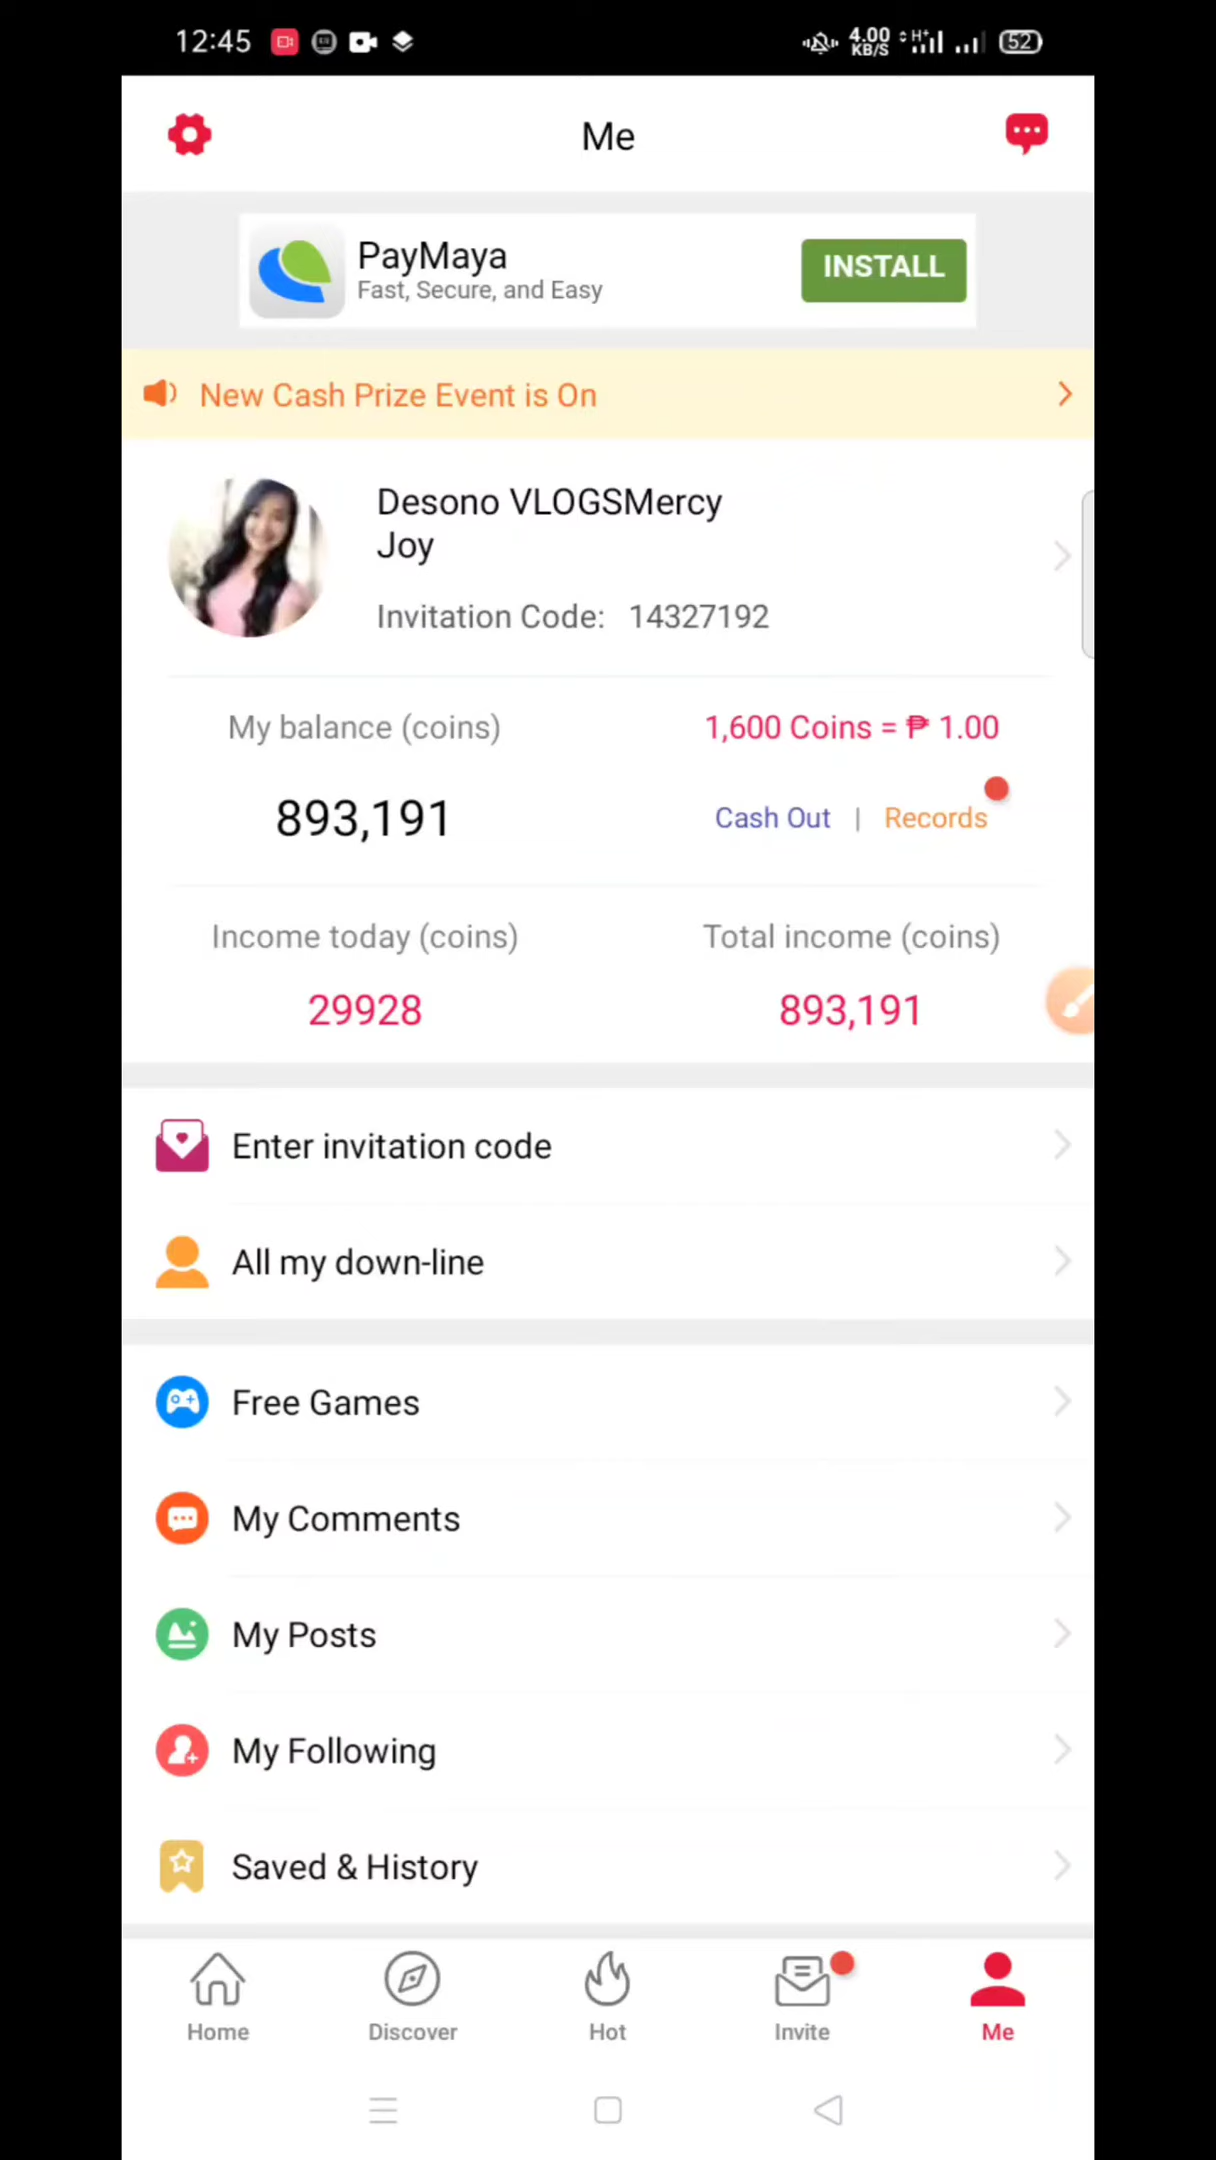 12:45
4.00
KB/S
H+
52
Me
PayMaya
Fast, Secure, and Easy
INSTALL
New Cash Prize Event is On
Desono VLOGSMercy
Joy
Invitation Code: 14327192
My balance (coins)
1,600 Coins = ₱ 1.00
893,191
Cash Out | Records
Income today (coins)
Total income (coins)
29928
893,191
Enter invitation code
All my down-line
Free Games
My Comments
My Posts
My Following
Saved & History
Home
Discover
Hot
Invite
Me